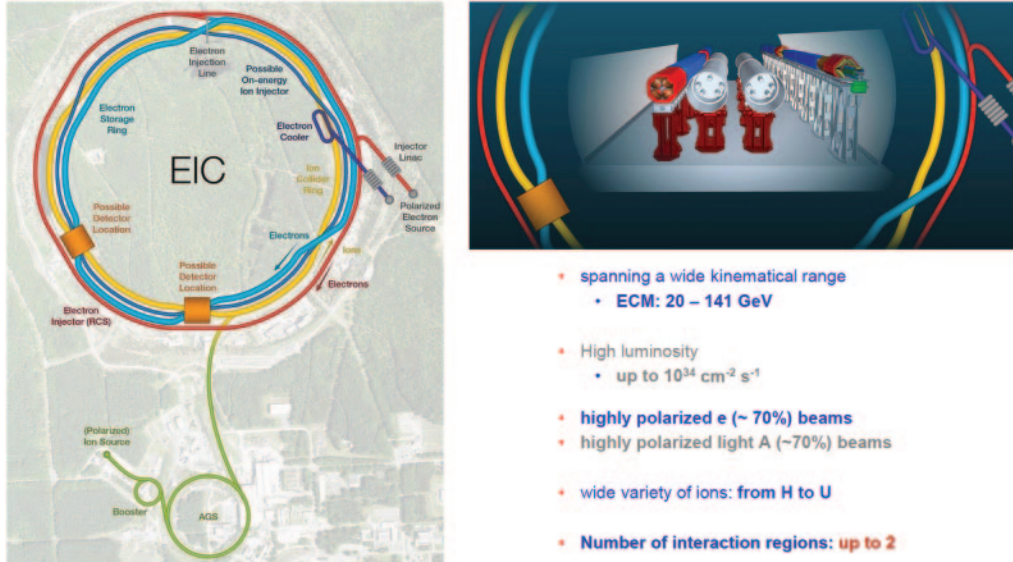 Electron
Injection
Line
Possible
On-energy
Ion Injector
Electron
Storage
Ring
Electron
Cooler
Injector
Linac
EIC
Ion
Collider
Ring
Polarized
Electron
Source
Possible
Detector
Location
Electrons
Ions
Possible
Detector
Location
Electrons
Electron
Injector (RCS)
(Polarized)
Ion Source
Booster
AGS
• spanning a wide kinematical range
• ECM: 20 – 141 GeV
• High luminosity
• up to 10³⁴ cm⁻² s⁻¹
• highly polarized e (~ 70%) beams
• highly polarized light A (~70%) beams
• wide variety of ions: from H to U
• Number of interaction regions: up to 2